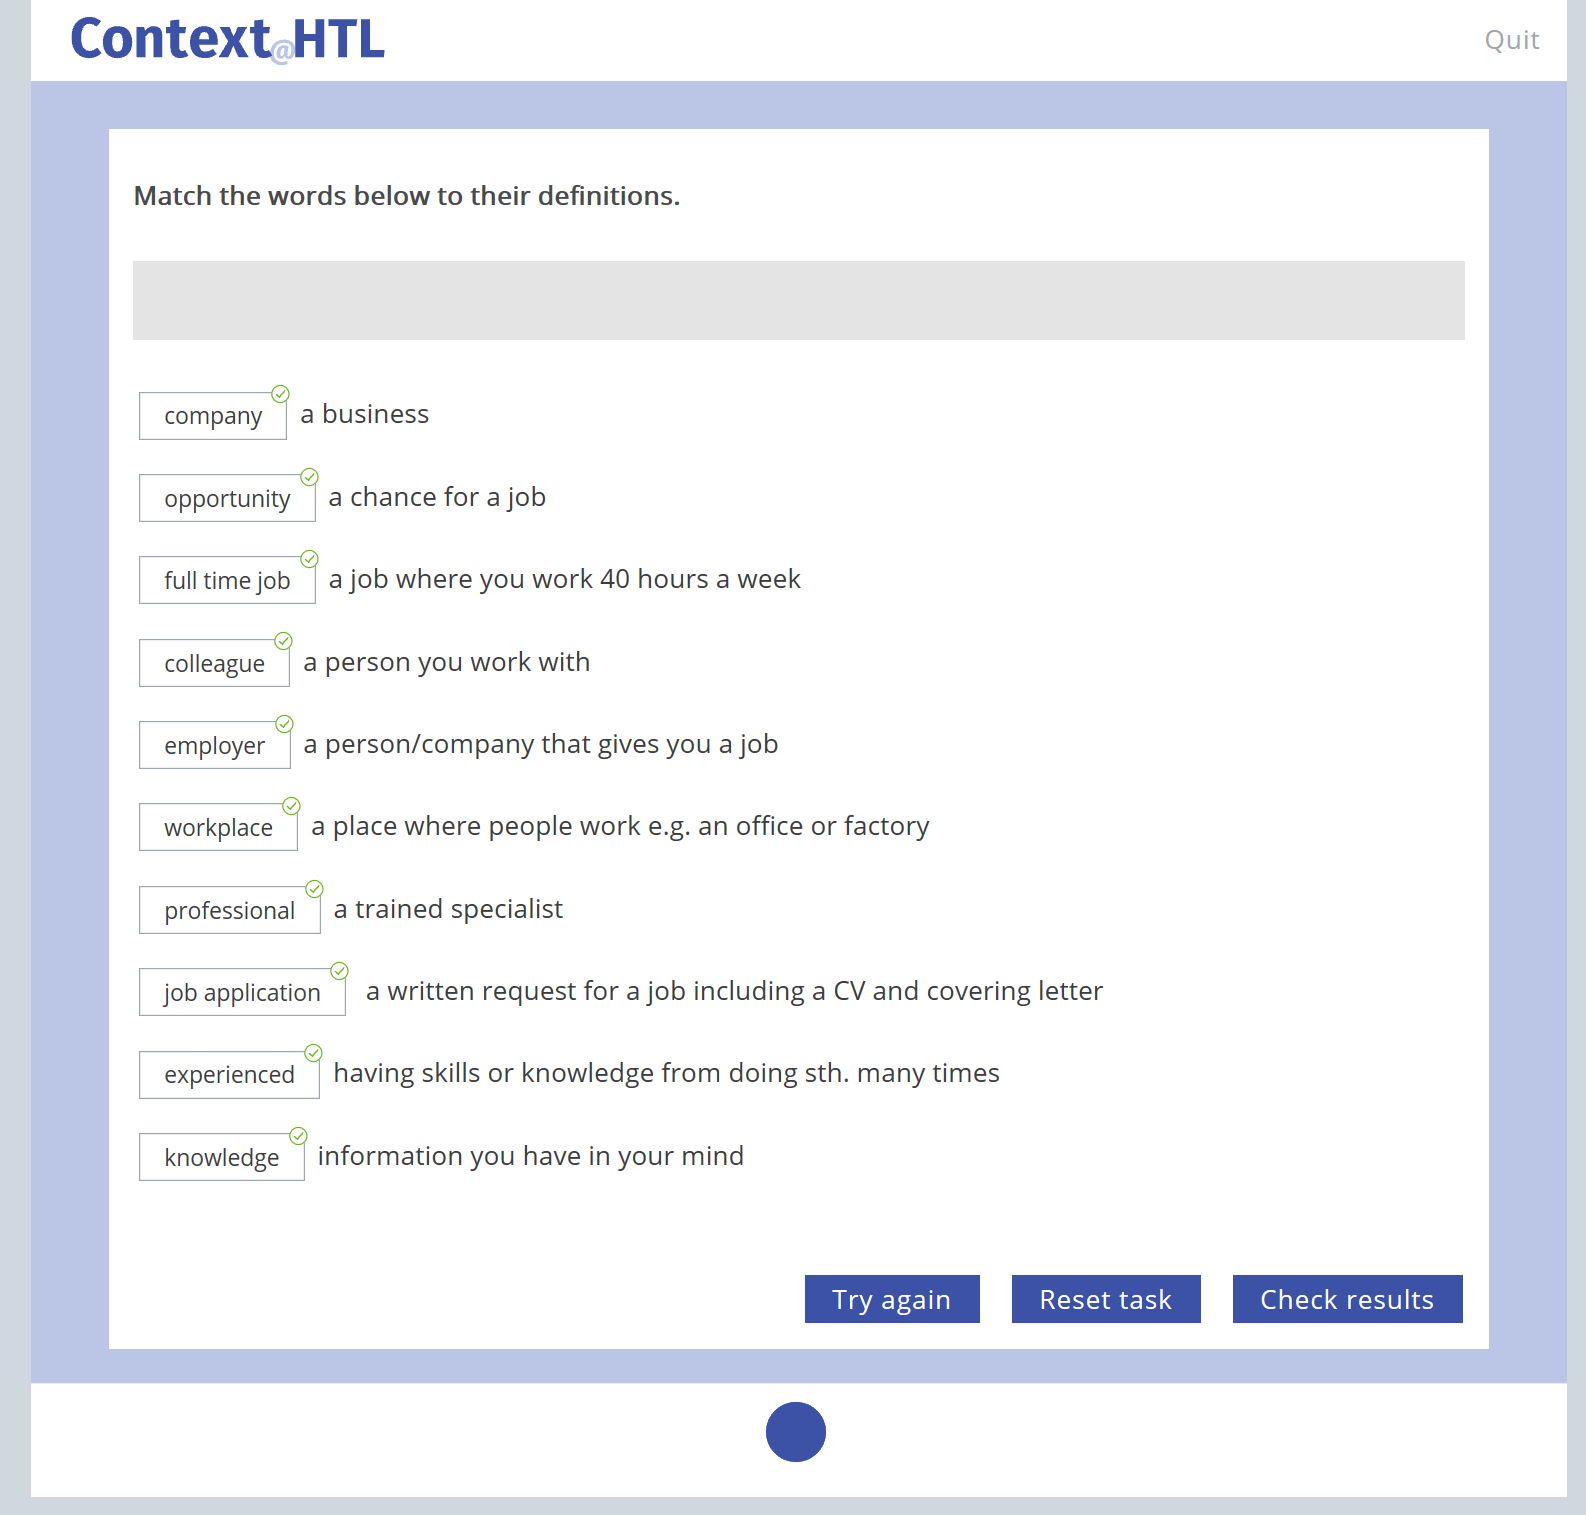 Context@HTL
Quit
Match the words below to their definitions.
company a business
opportunity a chance for a job
full time job a job where you work 40 hours a week
colleague a person you work with
employer a person/company that gives you a job
workplace a place where people work e.g. an office or factory
professional a trained specialist
job application a written request for a job including a CV and covering letter
experienced having skills or knowledge from doing sth. many times
knowledge information you have in your mind
Try again Reset task Check results